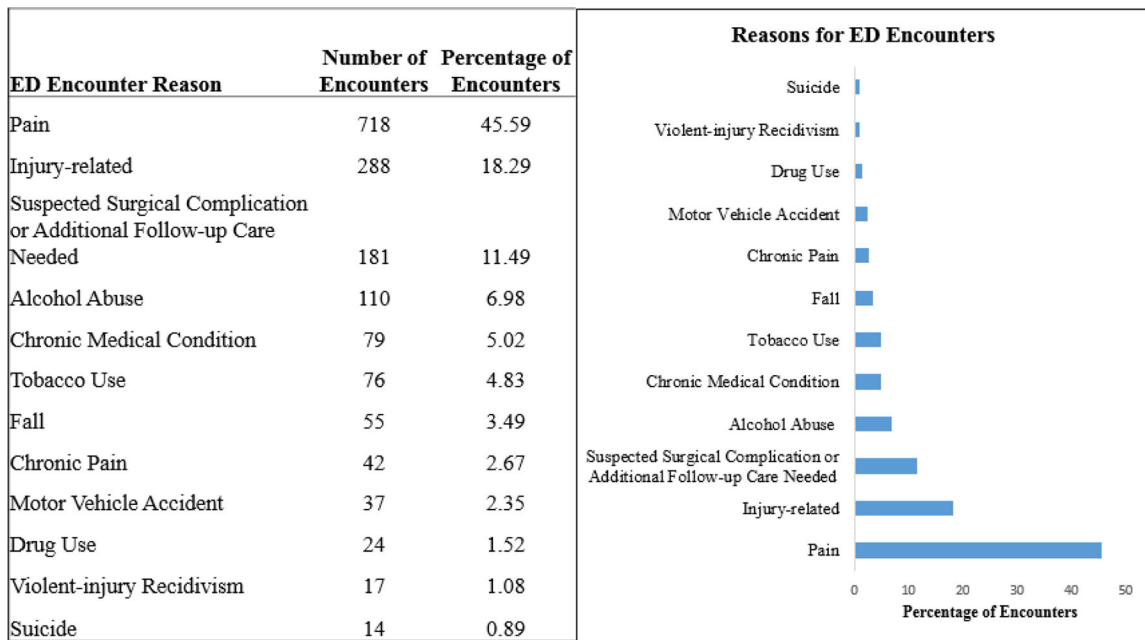 ED Encounter Reason Number of Encounters Percentage of Encounters
Pain 718 45.59
Injury-related 288 18.29
Suspected Surgical Complication
or Additional Follow-up Care
Needed 181 11.49
Alcohol Abuse 110 6.98
Chronic Medical Condition 79 5.02
Tobacco Use 76 4.83
Fall 55 3.49
Chronic Pain 42 2.67
Motor Vehicle Accident 37 2.35
Drug Use 24 1.52
Violent-injury Recidivism 17 1.08
Suicide 14 0.89
Reasons for ED Encounters
Suicide
Violent-injury Recidivism
Drug Use
Motor Vehicle Accident
Chronic Pain
Fall
Tobacco Use
Chronic Medical Condition
Alcohol Abuse
Suspected Surgical Complication or
Additional Follow-up Care Needed
Injury-related
Pain
0 10 20 30 40 50
Percentage of Encounters